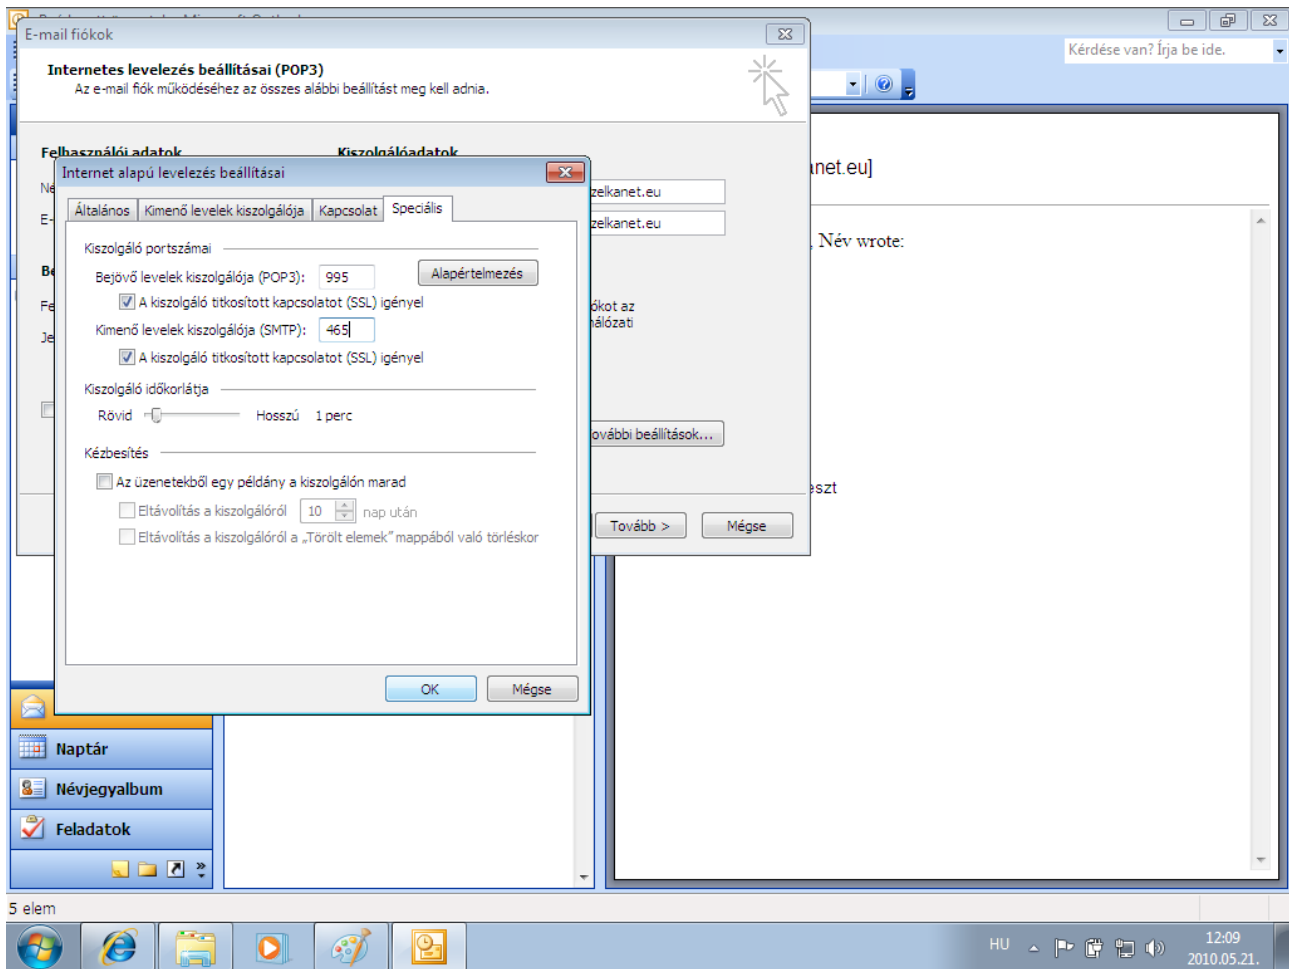 E-mail fiókok
Kérdése van? Írja be ide.
Internetes levelezés beállításai (POP3)
Az e-mail fiók működéséhez az összes alábbi beállítást meg kell adnia.
Felhasználói adatok
Kiszolgálóadatok
zelkanet.eu
zelkanet.eu
ókot az
Tovább >
Mégse
Internet alapú levelezés beállításai
Általános
Kimenő levelek kiszolgálója
Kapcsolat
Speciális
Kiszolgáló portszámai
Bejövő levelek kiszolgálója (POP3): 995
Alapértelmezés
A kiszolgáló titkosított kapcsolatot (SSL) igényel
Kimenő levelek kiszolgálója (SMTP): 465
A kiszolgáló titkosított kapcsolatot (SSL) igényel
Kiszolgáló időkorlátja
Rövid Hosszú 1 perc
Kézbesítés
Az üzenetekből egy példány a kiszolgálón marad
Eltávolítás a kiszolgálóról 10 nap után
Eltávolítás a kiszolgálóról a „Törölt elemek” mappából való törléskor
OK
Mégse
ovábbi beállítások...
net.eu]
, Név wrote:
eszt
Naptár
Névjegyalbum
Feladatok
5 elem
HU
12:09
2010.05.21.